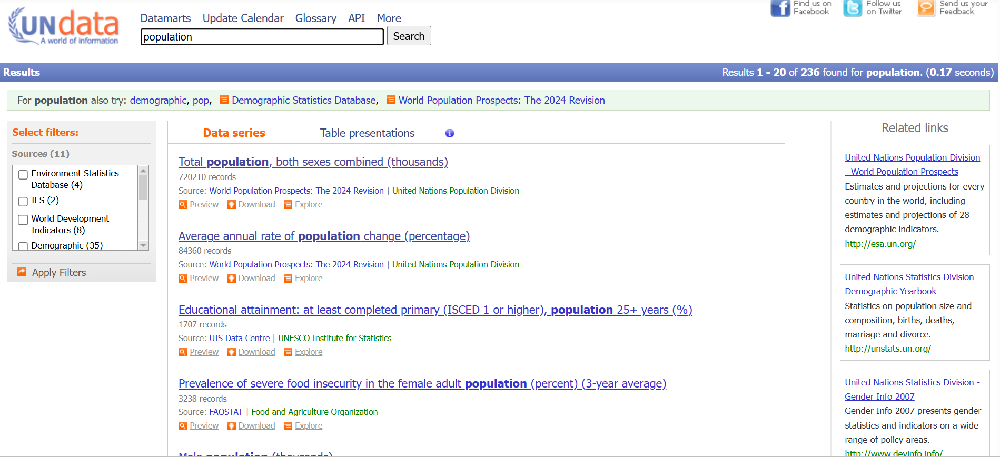 UNdata
A world of information
Datamarts Update Calendar Glossary API More
population Search
Find us on
Facebook
Follow us
on Twitter
Send us your
Feedback
Results
Results 1 - 20 of 236 found for population. (0.17 seconds)
For population also try: demographic, pop, Demographic Statistics Database, World Population Prospects: The 2024 Revision
Select filters:
Sources (11)
Environment Statistics
Database (4)
IFS (2)
World Development
Indicators (8)
Demographic (35)
Apply Filters
Data series Table presentations
Total population, both sexes combined (thousands)
720210 records
Source: World Population Prospects: The 2024 Revision | United Nations Population Division
Preview Download Explore
Average annual rate of population change (percentage)
84360 records
Source: World Population Prospects: The 2024 Revision | United Nations Population Division
Preview Download Explore
Educational attainment: at least completed primary (ISCED 1 or higher), population 25+ years (%)
1707 records
Source: UIS Data Centre | UNESCO Institute for Statistics
Preview Download Explore
Prevalence of severe food insecurity in the female adult population (percent) (3-year average)
3238 records
Source: FAOSTAT | Food and Agriculture Organization
Preview Download Explore
Male population (thousands)
Related links
United Nations Population Division
- World Population Prospects
Estimates and projections for every
country in the world, including
estimates and projections of 28
demographic indicators.
http://esa.un.org/
United Nations Statistics Division -
Demographic Yearbook
Statistics on population size and
composition, births, deaths,
marriage and divorce.
http://unstats.un.org/
United Nations Statistics Division -
Gender Info 2007
Gender Info 2007 presents gender
statistics and indicators on a wide
range of policy areas.
http://www.devinfo.info/